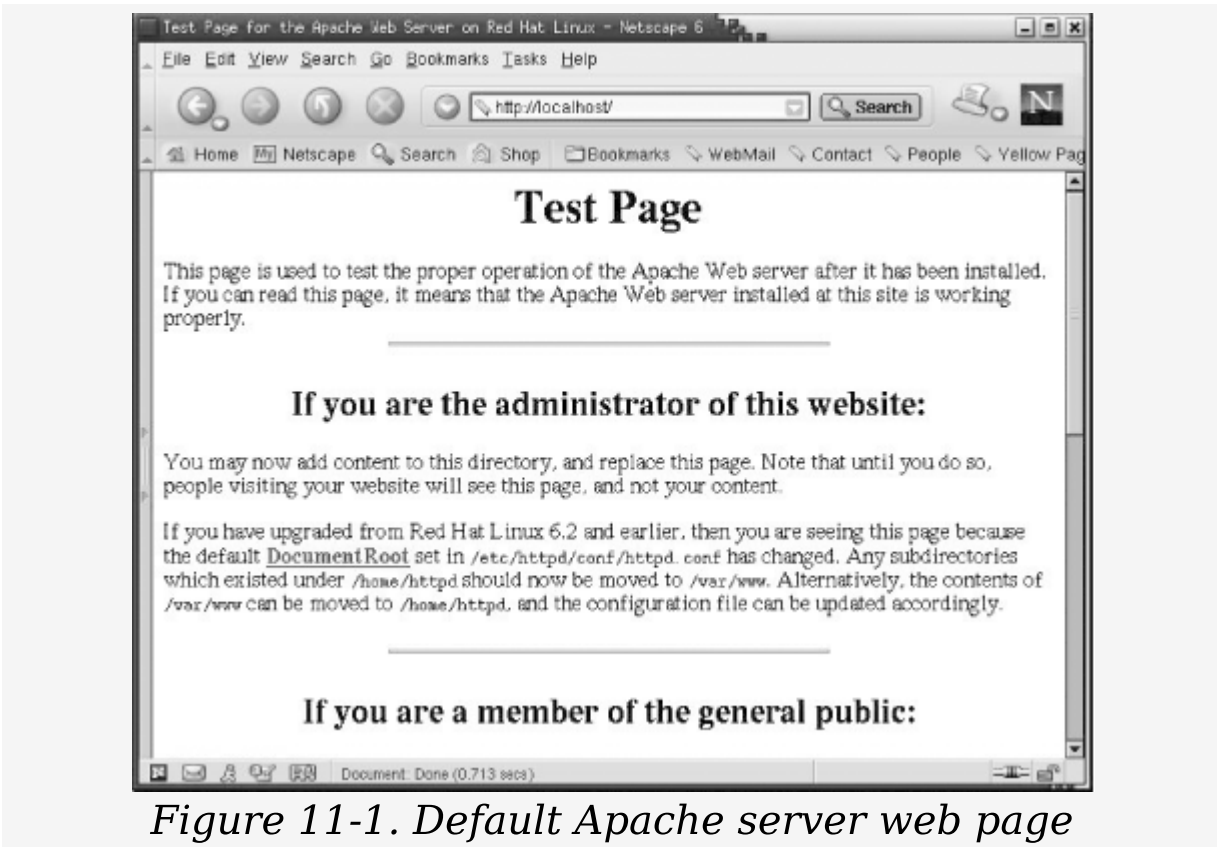 Test Page for the Apache Web Server on Red Hat Linux - Netscape 6
File Edit View Search Go Bookmarks Tasks Help
http://localhost/ Search N
Home My Netscape Search Shop Bookmarks WebMail Contact People Yellow Pag
Test Page
This page is used to test the proper operation of the Apache Web server after it has been installed.
If you can read this page, it means that the Apache Web server installed at this site is working
properly.
If you are the administrator of this website:
You may now add content to this directory, and replace this page. Note that until you do so,
people visiting your website will see this page, and not your content.
If you have upgraded from Red Hat Linux 6.2 and earlier, then you are seeing this page because
the default DocumentRoot set in /etc/httpd/conf/httpd.conf has changed. Any subdirectories
which existed under /home/httpd should now be moved to /var/www. Alternatively, the contents of
/var/www can be moved to /home/httpd, and the configuration file can be updated accordingly.
If you are a member of the general public:
N Document: Done (0.713 secs)
Figure 11-1. Default Apache server web page